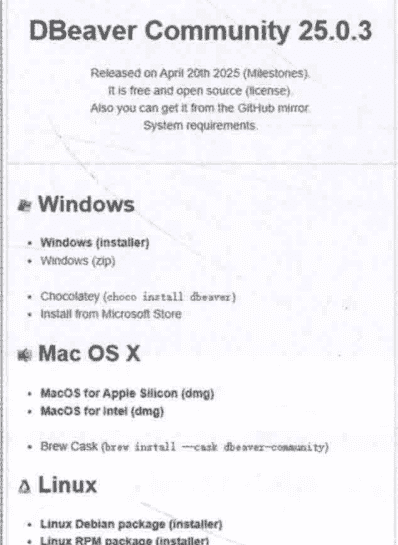 DBeaver Community 25.0.3
Released on April 20th 2025 (Milestones).
It is free and open source (license).
Also you can get it from the GitHub mirror.
System requirements.
Windows
Windows (installer)
Windows (zip)
Chocolatey (choco install dbeaver)
Install from Microsoft Store
Mac OS X
MacOS for Apple Silicon (dmg)
MacOS for Intel (dmg)
Brew Cask (brew install --cask dbeaver-community)
Linux
Linux Debian package (installer)
Linux RPM package (installer)